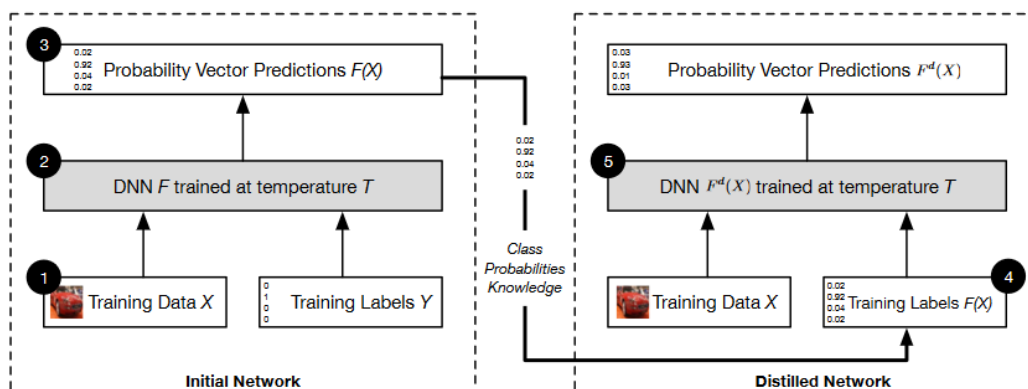 3
0.02
0.92
0.04
0.02
Probability Vector Predictions F(X)
2
DNN F trained at temperature T
1
Training Data X
0
1
0
0
Training Labels Y
Initial Network
0.02
0.92
0.04
0.02
Class
Probabilities
Knowledge
0.03
0.93
0.01
0.03
Probability Vector Predictions F^d(X)
5
DNN F^d(X) trained at temperature T
Training Data X
4
0.02
0.92
0.04
0.02
Training Labels F(X)
Distilled Network